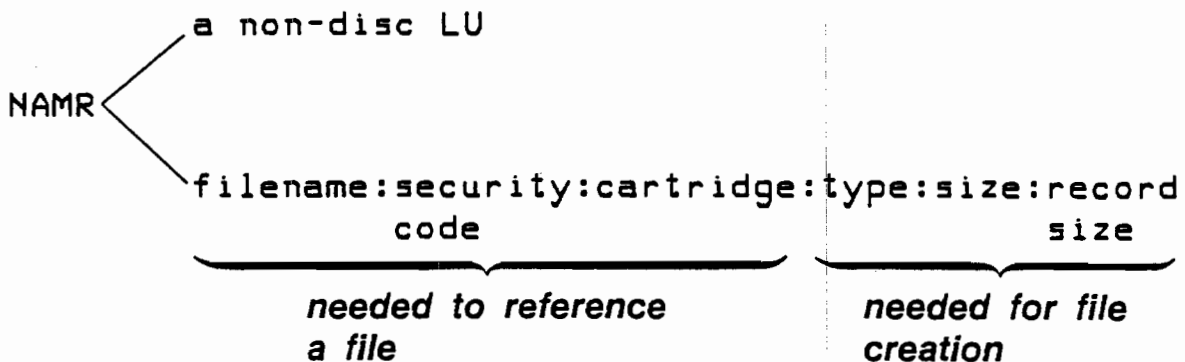 a non-disc LU
NAMR
filename:security:cartridge:type:size:record
code size
needed to reference needed for file
a file creation